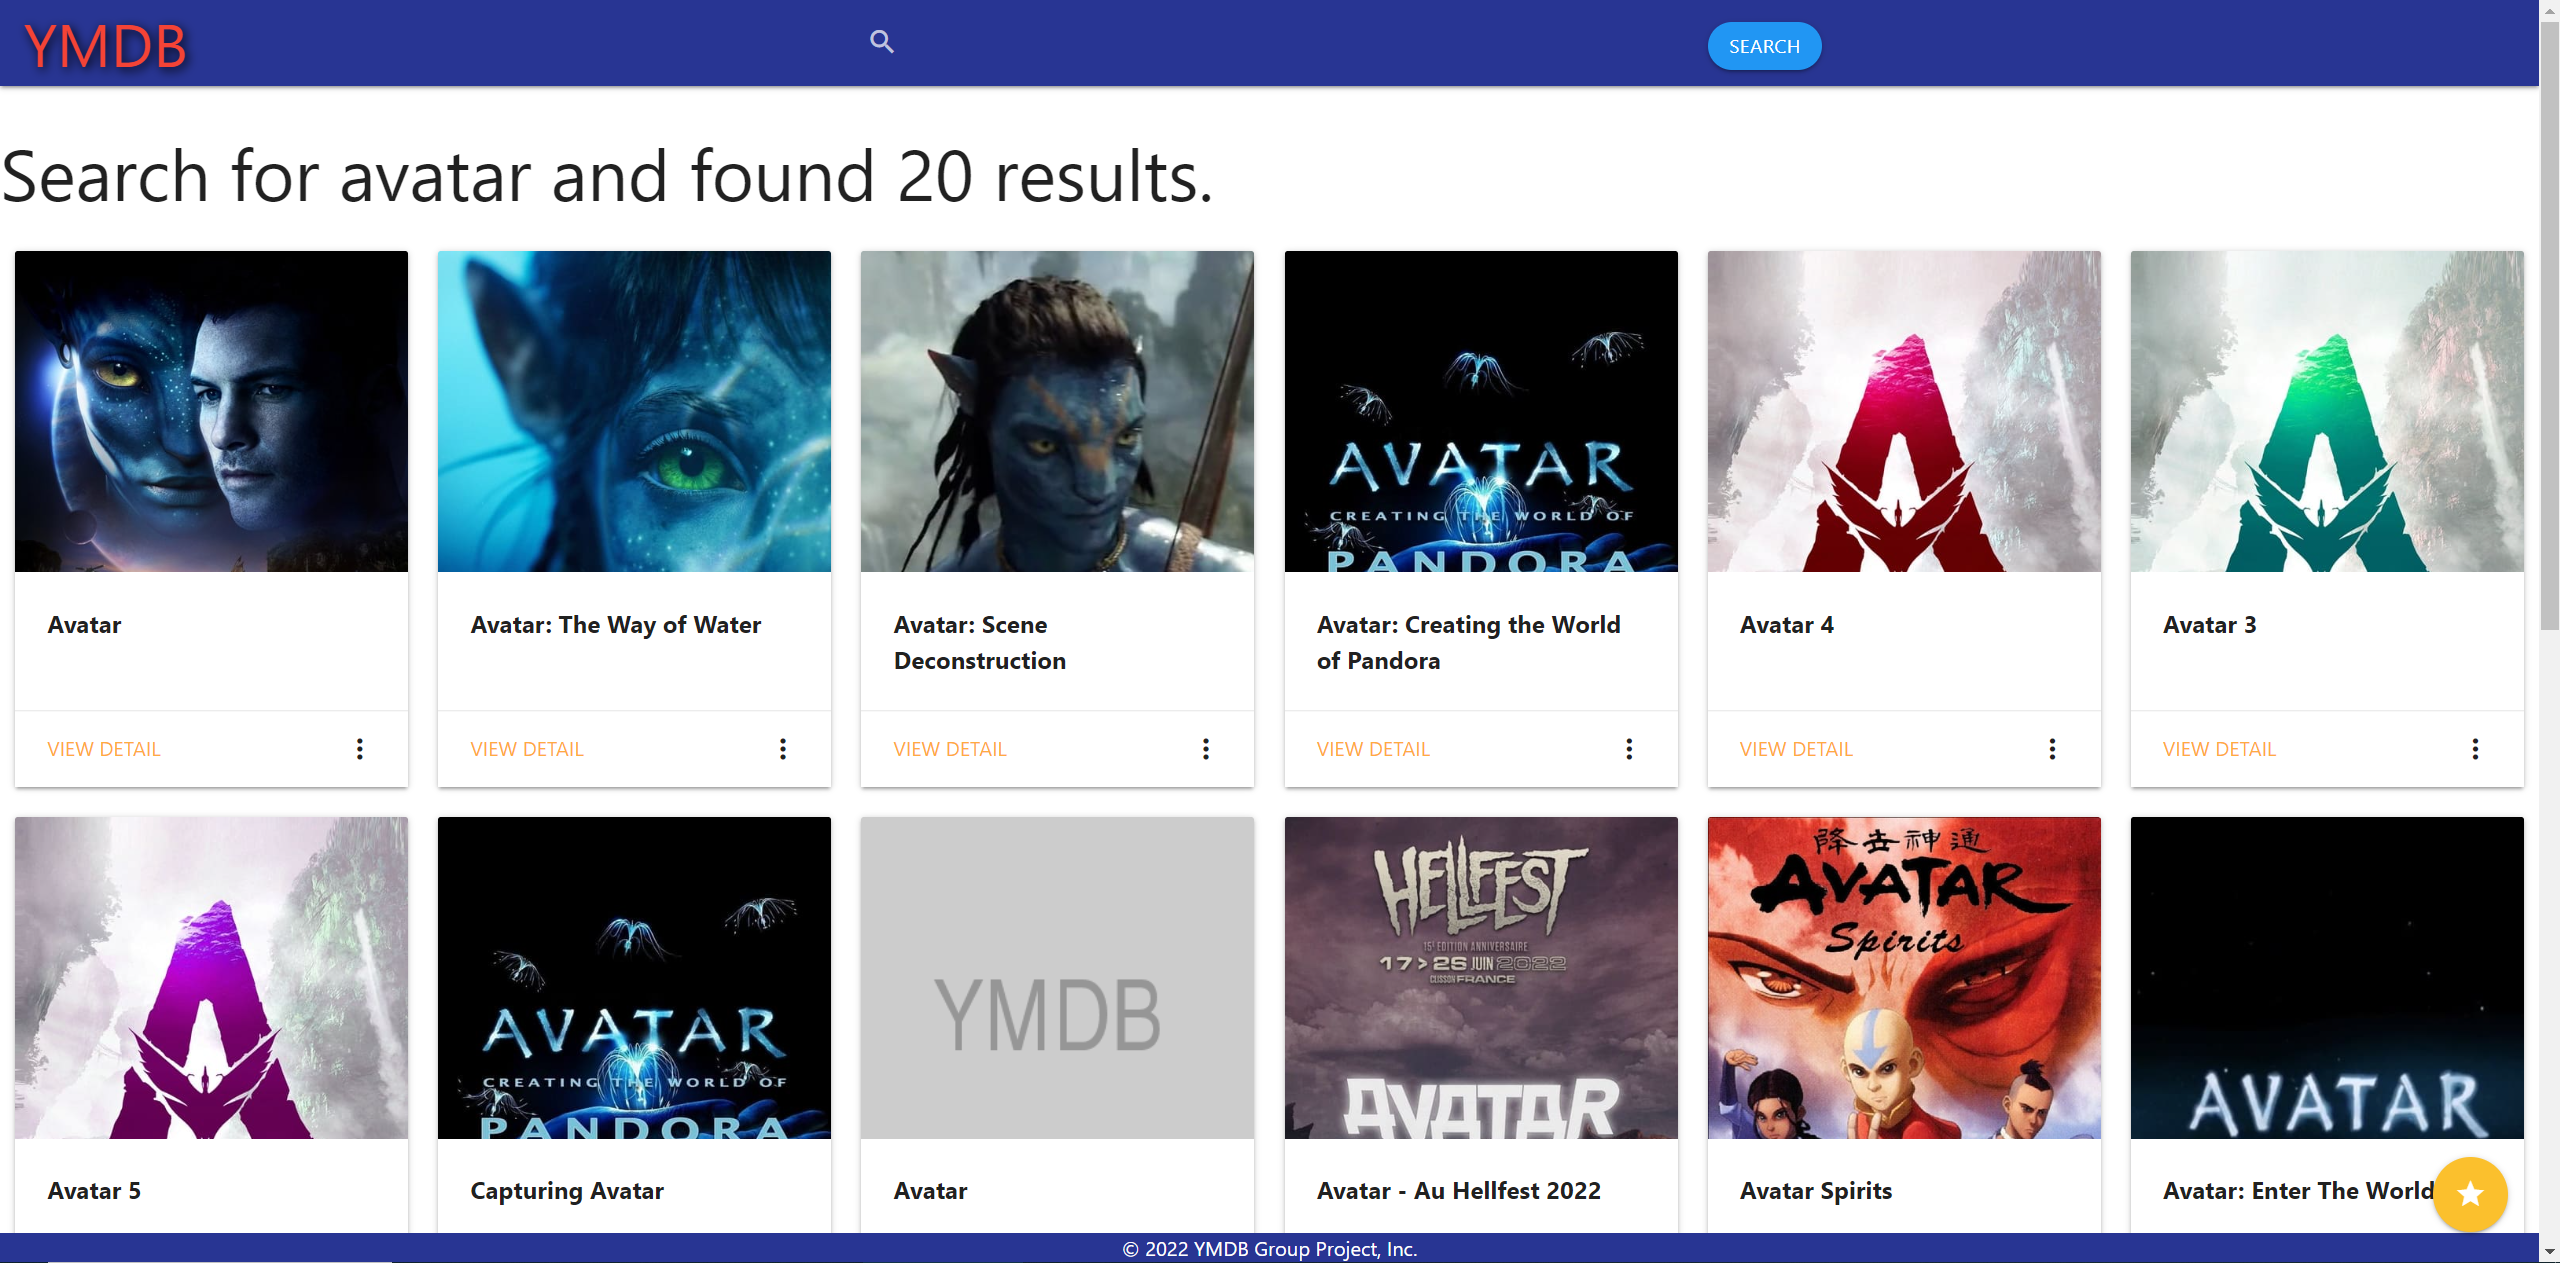 YMDB
SEARCH
Search for avatar and found 20 results.
AVATAR
CREATING THE WORLD OF
PANDORA
Avatar
Avatar: The Way of Water
Avatar: Scene
Deconstruction
Avatar: Creating the World
of Pandora
Avatar 4
Avatar 3
VIEW DETAIL
VIEW DETAIL
VIEW DETAIL
VIEW DETAIL
VIEW DETAIL
VIEW DETAIL
AVATAR
CREATING THE WORLD OF
PANDORA
YMDB
HELLFEST
15E EDITION ANNIVERSAIRE
17 > 26 JUIN 2022
CLISSON FRANCE
AVATAR
降去神通
AVATAR
Spirits
AVATAR
Avatar 5
Capturing Avatar
Avatar
Avatar - Au Hellfest 2022
Avatar Spirits
Avatar: Enter The World
© 2022 YMDB Group Project, Inc.